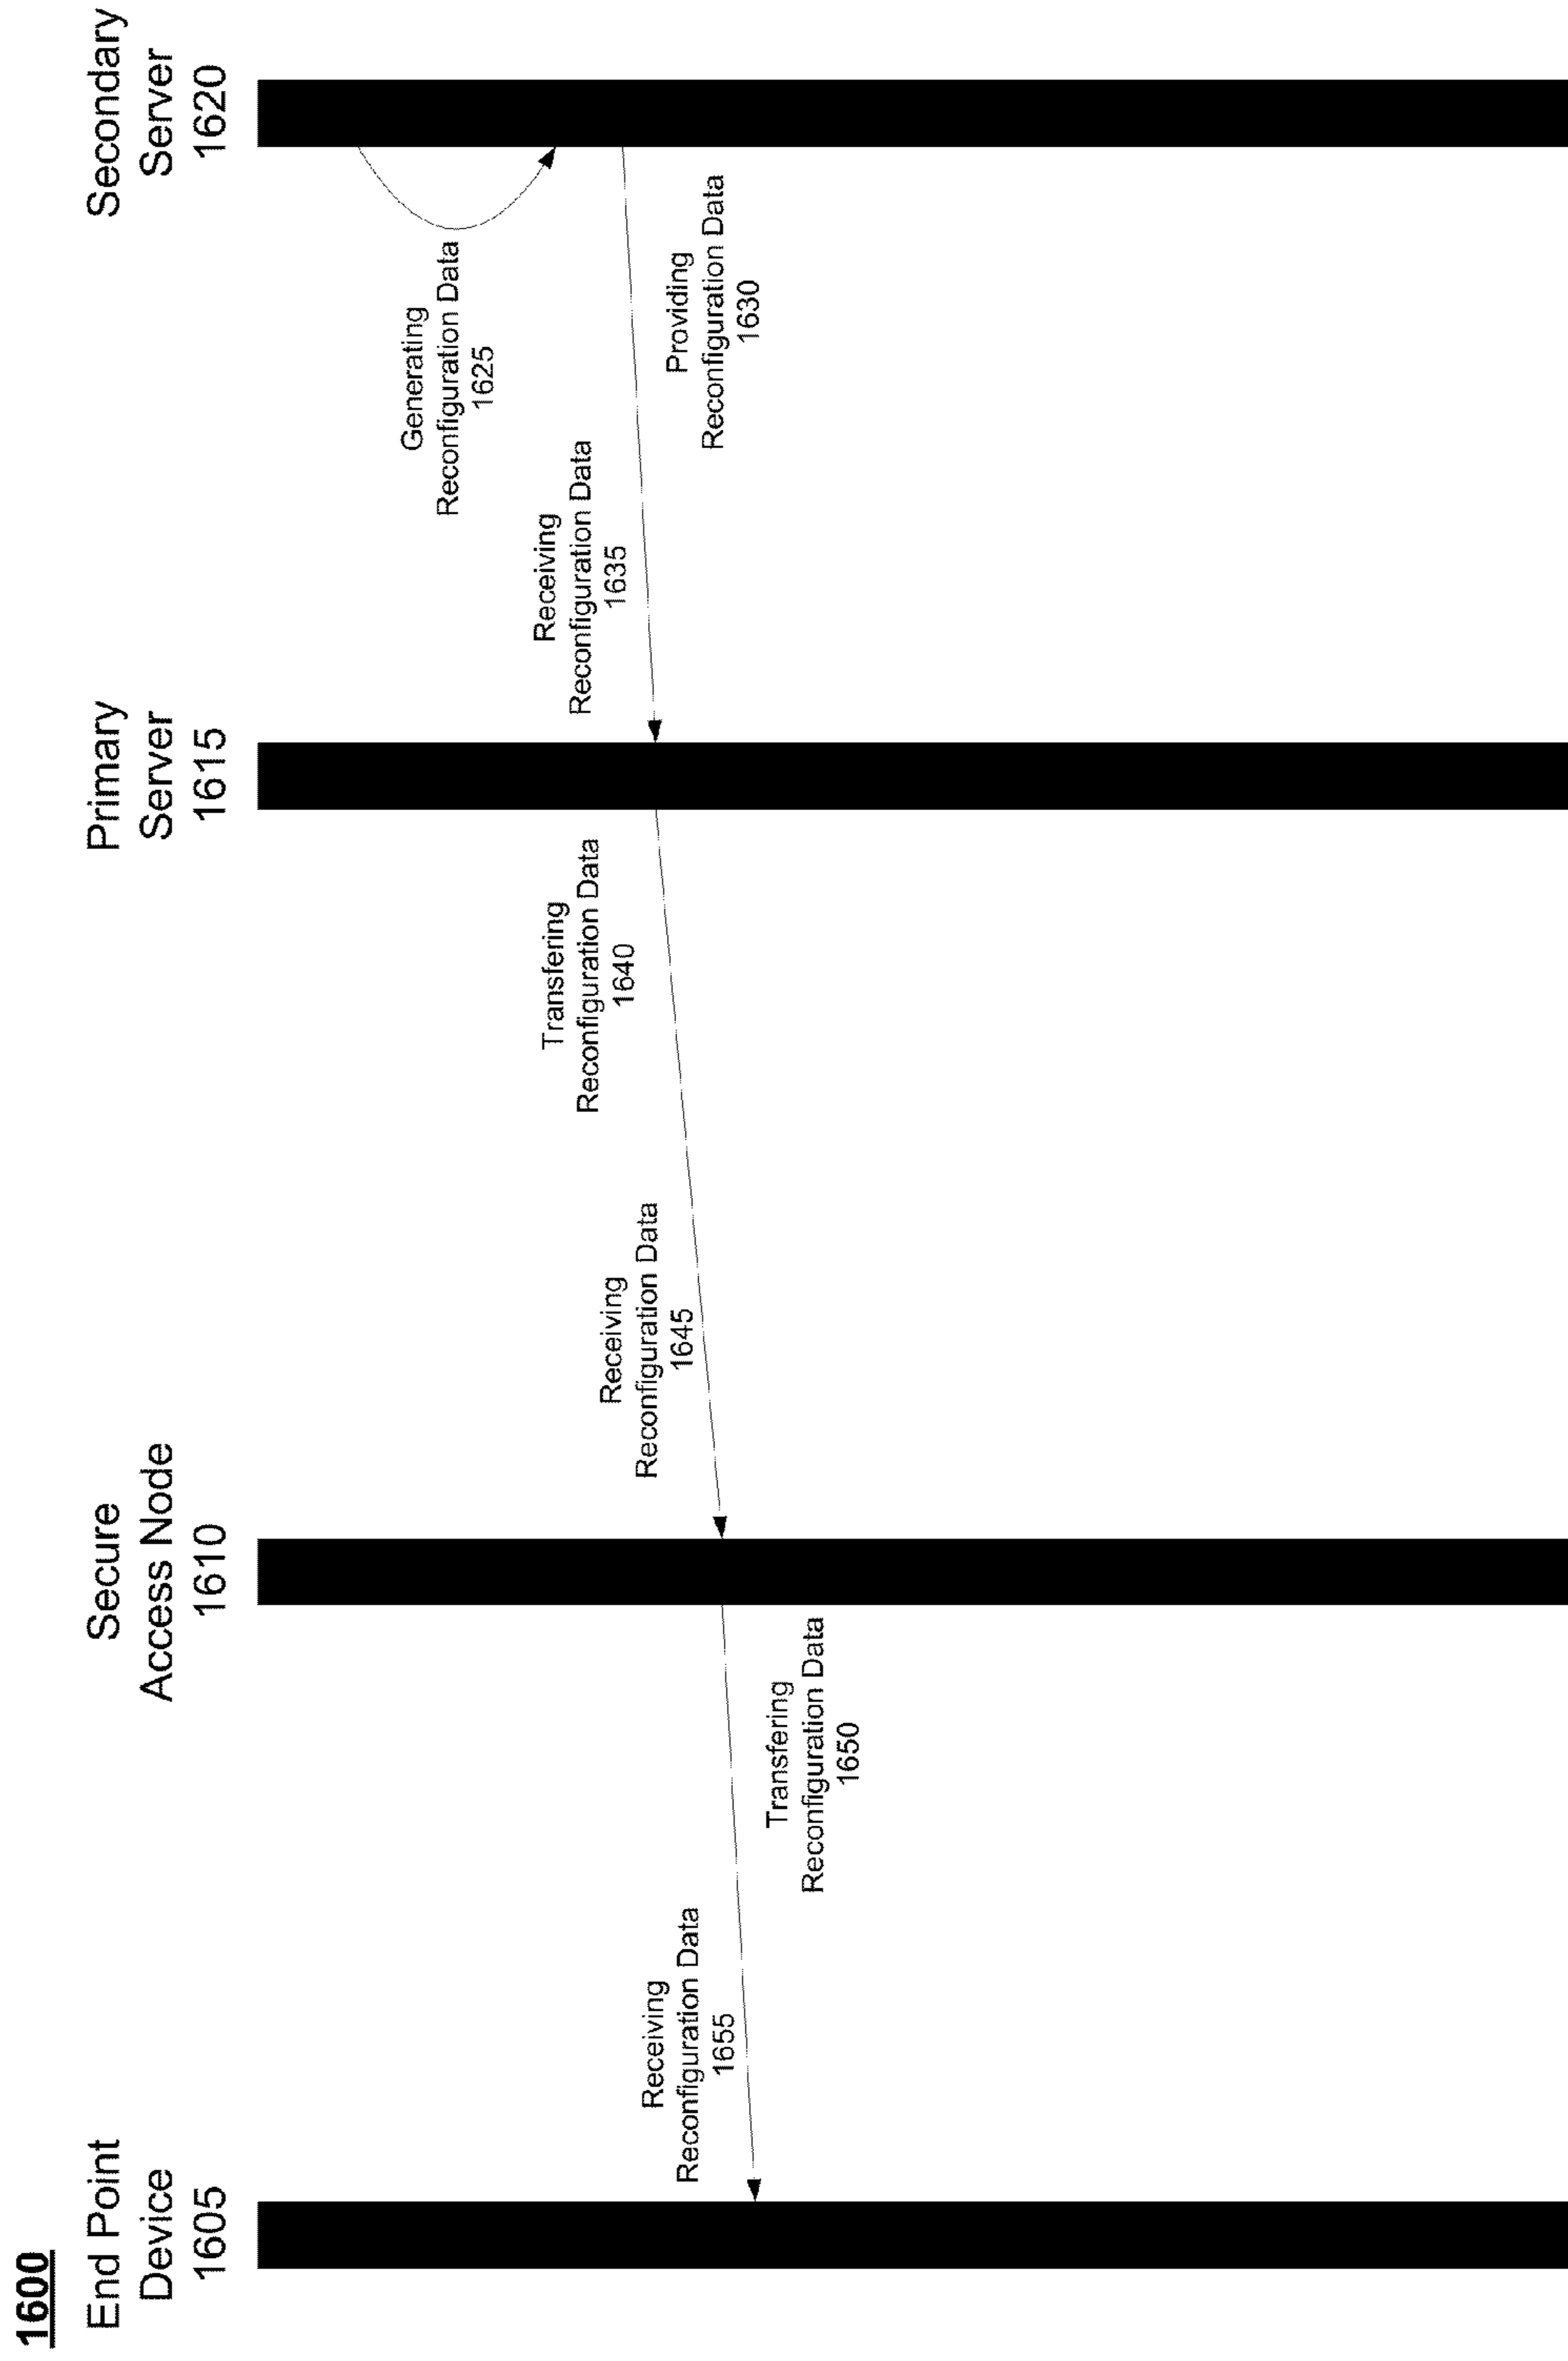 1600
End Point
Device
1605
Secure
Access Node
1610
Primary
Server
1615
Secondary
Server
1620
Generating
Reconfiguration Data
1625
Providing
Reconfiguration Data
1630
Receiving
Reconfiguration Data
1635
Transfering
Reconfiguration Data
1640
Receiving
Reconfiguration Data
1645
Transfering
Reconfiguration Data
1650
Receiving
Reconfiguration Data
1655